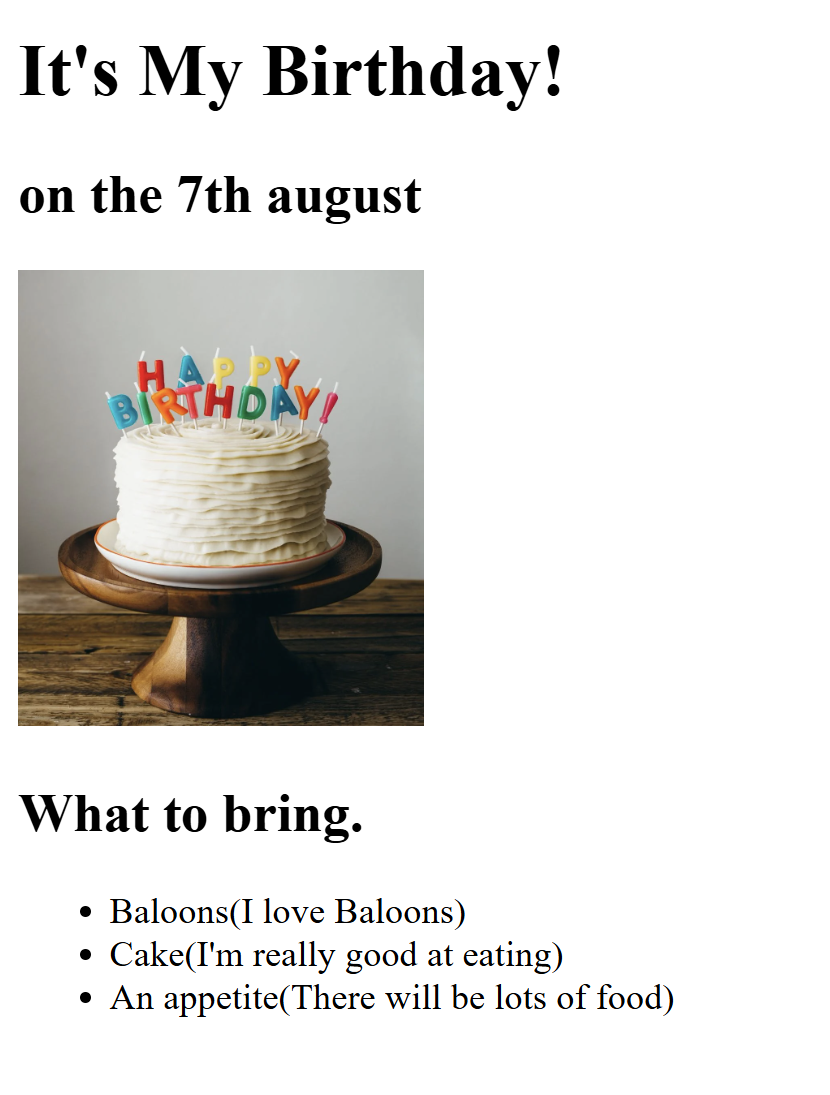 It's My Birthday!
on the 7th august
HAPPY
BIRTHDAY!
What to bring.
Baloons(I love Baloons)
Cake(I'm really good at eating)
An appetite(There will be lots of food)